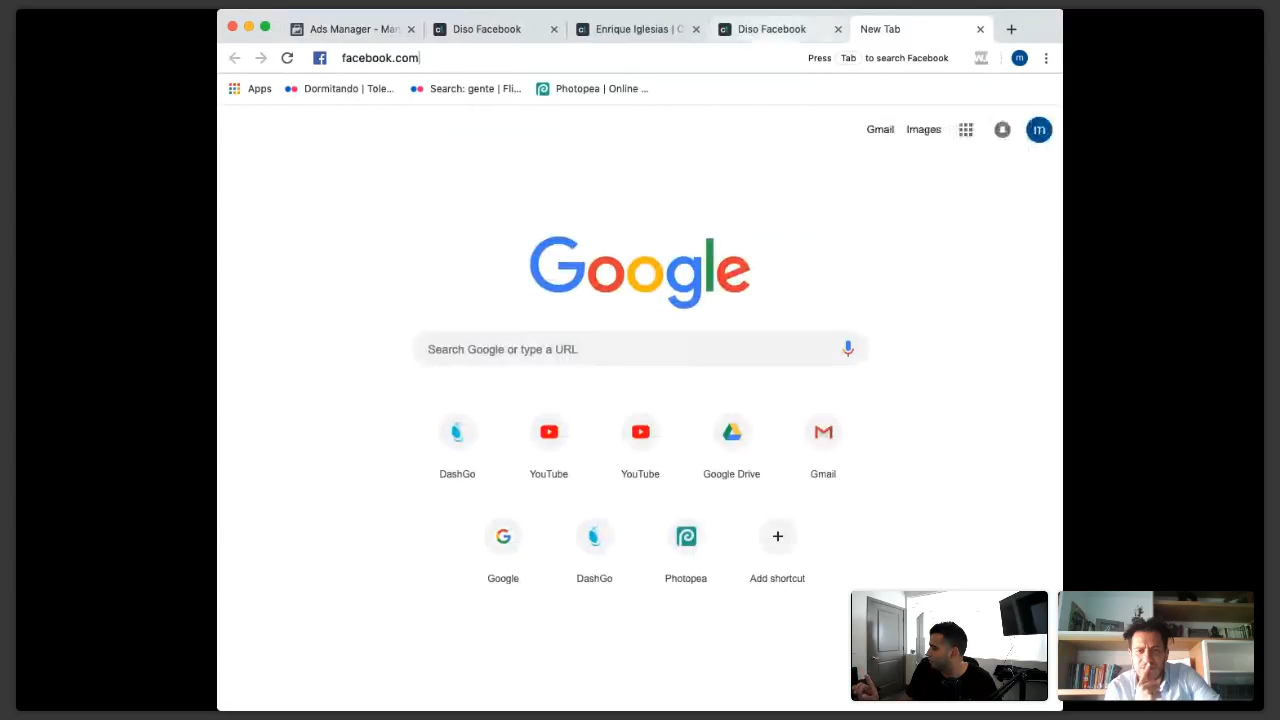 Ads Manager - Man
Diso Facebook
Enrique Iglesias | C
Diso Facebook
New Tab
facebook.com
Press Tab to search Facebook
m
Apps
Dormitando | Tole...
Search: gente | Fli...
Photopea | Online ...
Gmail
Images
m
Google
Search Google or type a URL
DashGo
YouTube
YouTube
Google Drive
Gmail
Google
DashGo
Photopea
Add shortcut